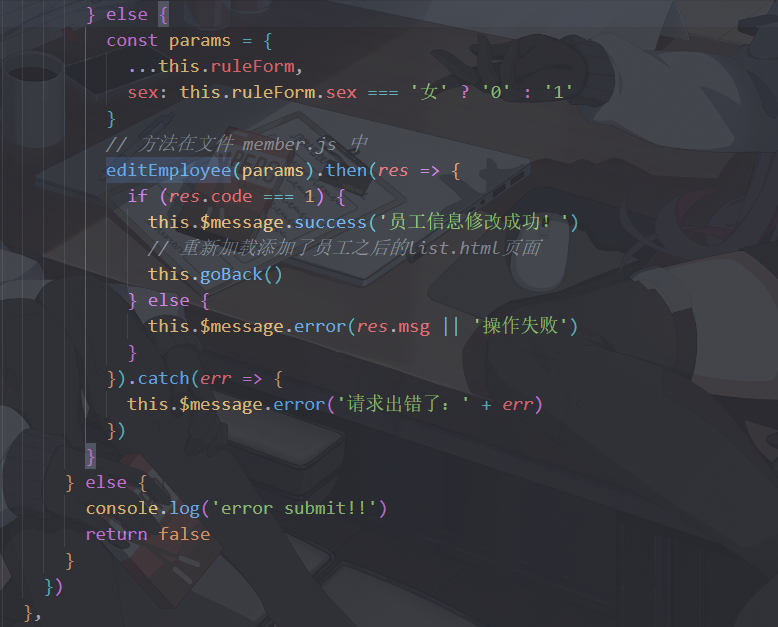 } else {
const params = {
...this.ruleForm,
sex: this.ruleForm.sex === '女' ? '0' : '1'
}
// 方法在文件 member.js 中
editEmployee(params).then(res => {
if (res.code === 1) {
this.$message.success('员工信息修改成功！')
// 重新加载添加了员工之后的list.html页面
this.goBack()
} else {
this.$message.error(res.msg || '操作失败')
}
}).catch(err => {
this.$message.error('请求出错了：' + err)
})
}
} else {
console.log('error submit!!')
return false
}
})
},